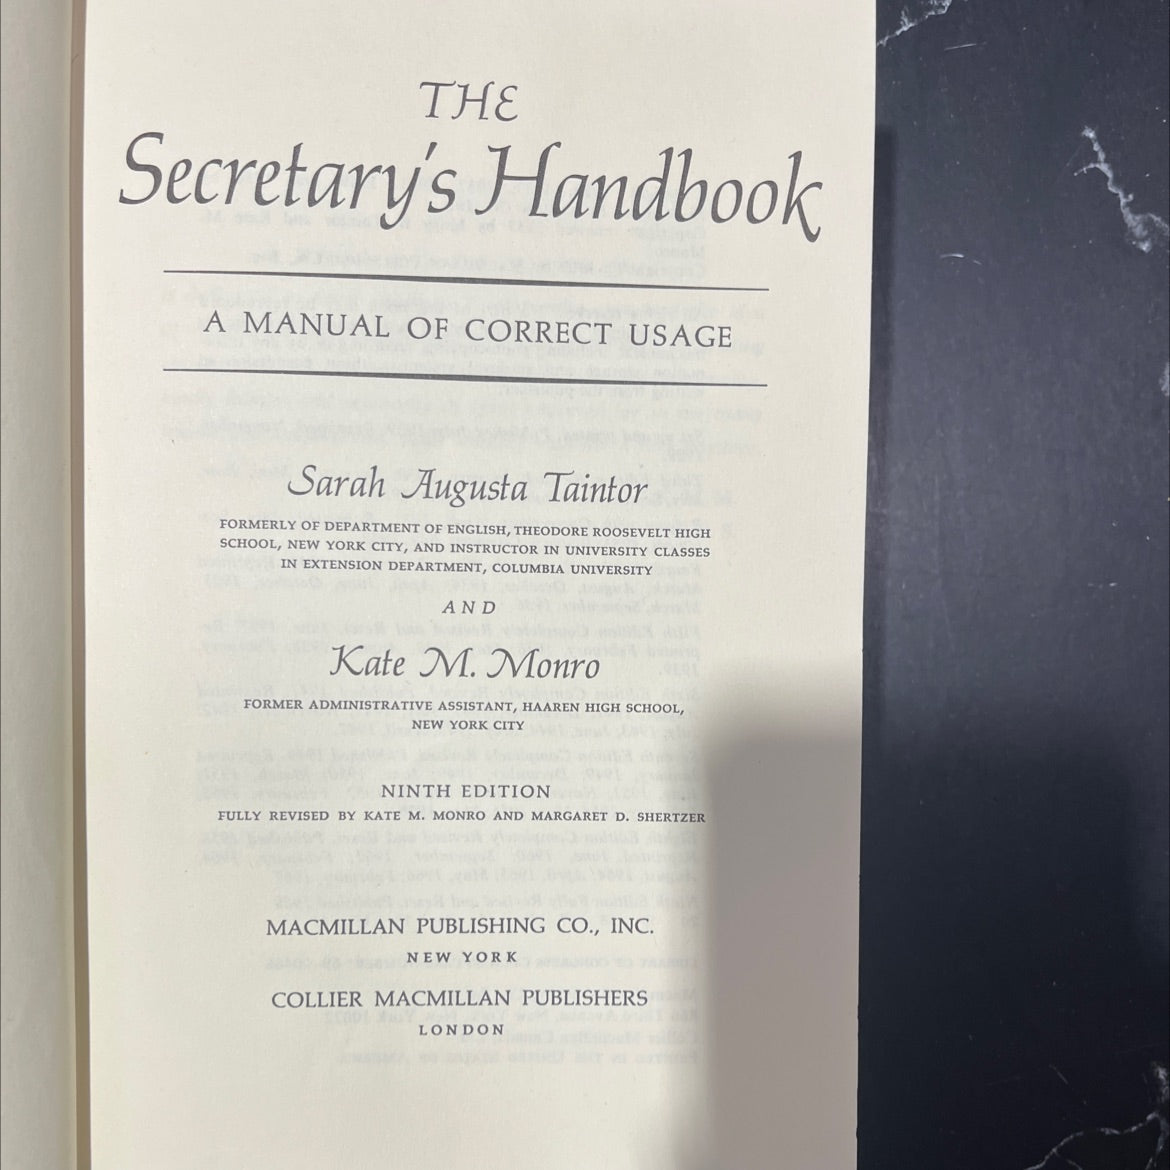 THE
Secretary's Handbook
A MANUAL OF CORRECT USAGE
Sarah Augusta Taintor
FORMERLY OF DEPARTMENT OF ENGLISH, THEODORE ROOSEVELT HIGH
SCHOOL, NEW YORK CITY, AND INSTRUCTOR IN UNIVERSITY CLASSES
IN EXTENSION DEPARTMENT, COLUMBIA UNIVERSITY
AND
Kate M. Monro
FORMER ADMINISTRATIVE ASSISTANT, HAAREN HIGH SCHOOL,
NEW YORK CITY
NINTH EDITION
FULLY REVISED BY KATE M. MONRO AND MARGARET D. SHERTZER
MACMILLAN PUBLISHING CO., INC.
NEW YORK
COLLIER MACMILLAN PUBLISHERS
LONDON